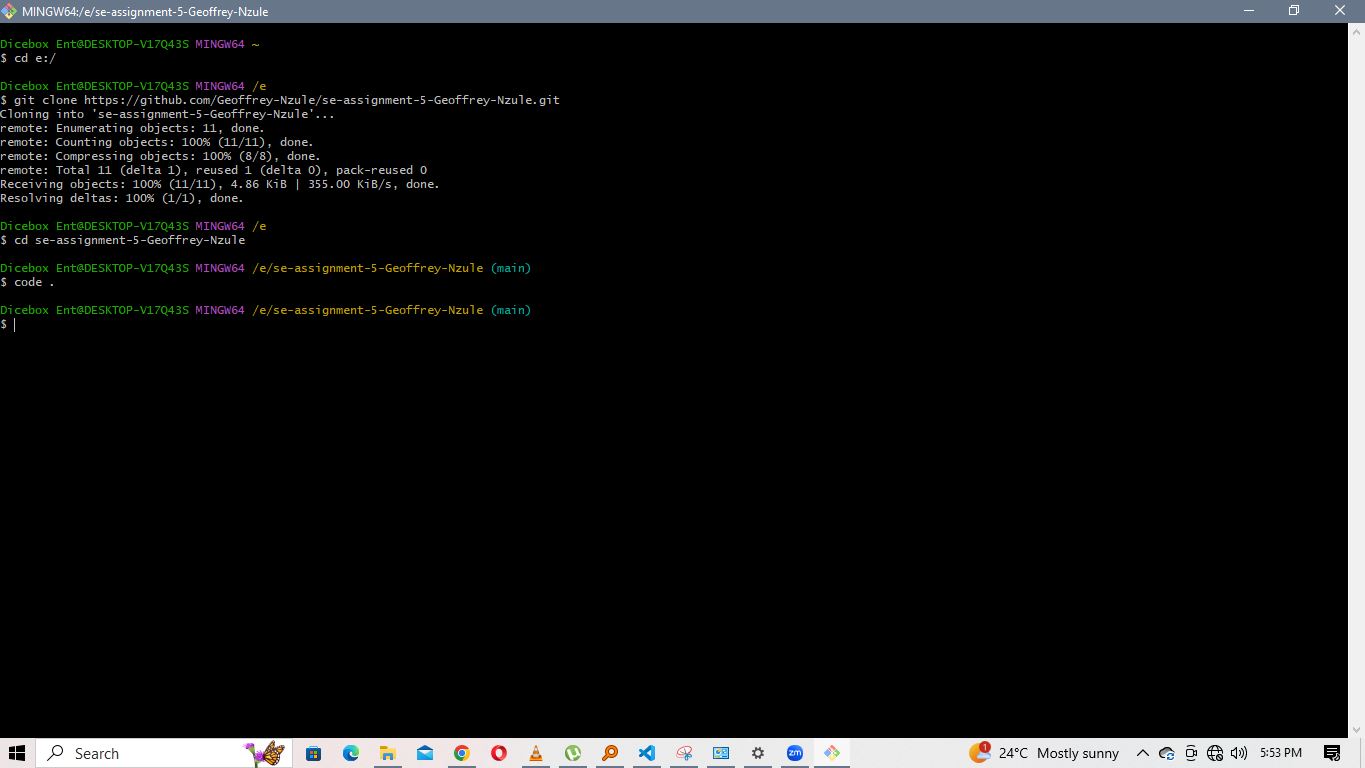 MINGW64:/e/se-assignment-5-Geoffrey-Nzule
Dicebox Ent@DESKTOP-V17Q43S MINGW64 ~
$ cd e:/
Dicebox Ent@DESKTOP-V17Q43S MINGW64 /e
$ git clone https://github.com/Geoffrey-Nzule/se-assignment-5-Geoffrey-Nzule.git
Cloning into 'se-assignment-5-Geoffrey-Nzule'...
remote: Enumerating objects: 11, done.
remote: Counting objects: 100% (11/11), done.
remote: Compressing objects: 100% (8/8), done.
remote: Total 11 (delta 1), reused 1 (delta 0), pack-reused 0
Receiving objects: 100% (11/11), 4.86 KiB | 355.00 KiB/s, done.
Resolving deltas: 100% (1/1), done.
Dicebox Ent@DESKTOP-V17Q43S MINGW64 /e
$ cd se-assignment-5-Geoffrey-Nzule
Dicebox Ent@DESKTOP-V17Q43S MINGW64 /e/se-assignment-5-Geoffrey-Nzule (main)
$ code .
Dicebox Ent@DESKTOP-V17Q43S MINGW64 /e/se-assignment-5-Geoffrey-Nzule (main)
$
Search zm 1 24°C Mostly sunny 5:53 PM